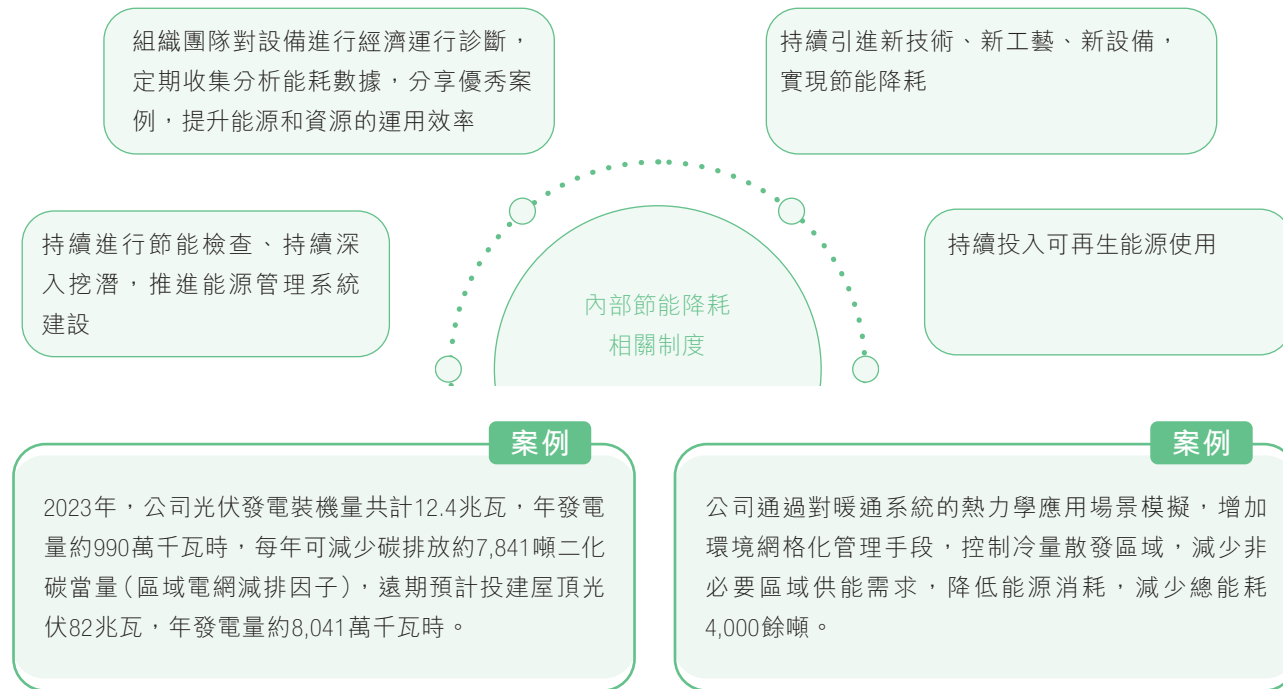 組織團隊對設備進行經濟運行診斷，
定期收集分析能耗數據，分享優秀案
例，提升能源和資源的運用效率
持續引進新技術、新工藝、新設備，
實現節能降耗
持續進行節能檢查、持續深
入挖潛，推進能源管理系統
建設
持續投入可再生能源使用
內部節能降耗
相關制度
案例
2023年，公司光伏發電裝機量共計12.4兆瓦，年發電
量約990萬千瓦時，每年可減少碳排放約7,841噸二化
碳當量（區域電網減排因子），遠期預計投建屋頂光
伏82兆瓦，年發電量約8,041萬千瓦時。
案例
公司通過對暖通系統的熱力學應用場景模擬，增加
環境網格化管理手段，控制冷量散發區域，減少非
必要區域供能需求，降低能源消耗，減少總能耗
4,000餘噸。